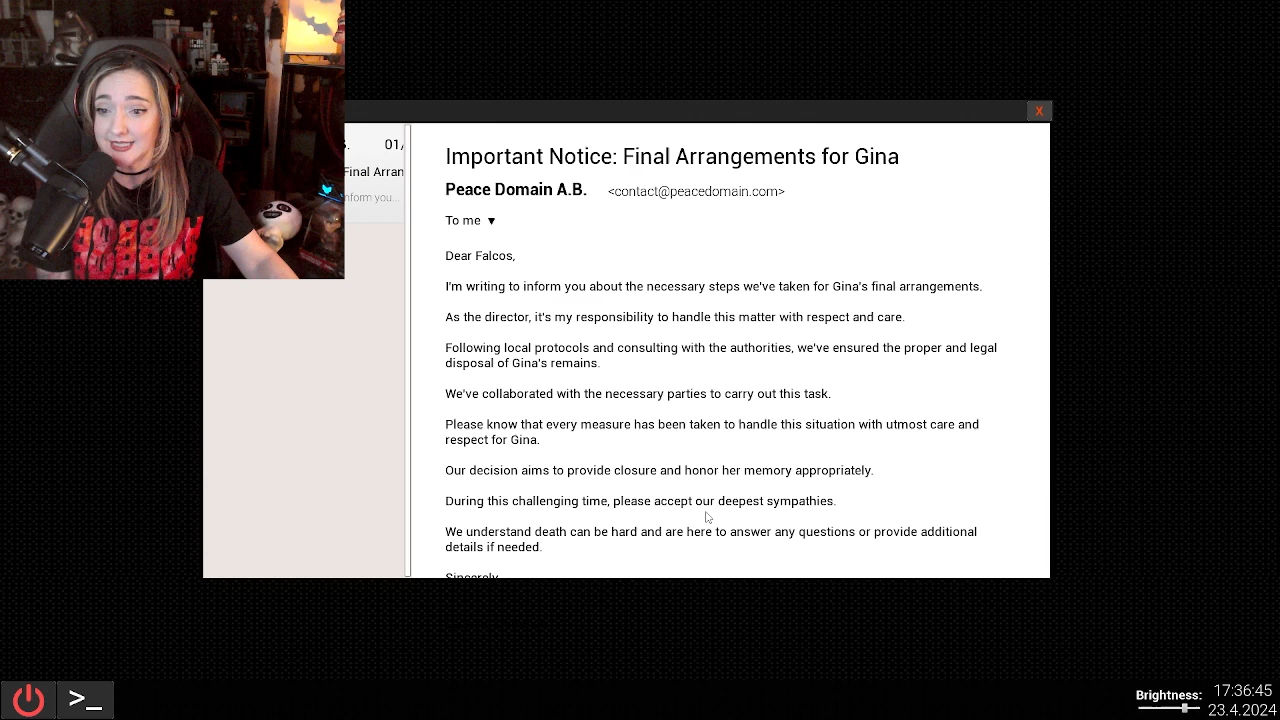 01/
Final Arran
nform you...
X
Important Notice: Final Arrangements for Gina
Peace Domain A.B. <contact@peacedomain.com>
To me ▼
Dear Falcos,
I'm writing to inform you about the necessary steps we've taken for Gina's final arrangements.
As the director, it's my responsibility to handle this matter with respect and care.
Following local protocols and consulting with the authorities, we've ensured the proper and legal
disposal of Gina's remains.
We've collaborated with the necessary parties to carry out this task.
Please know that every measure has been taken to handle this situation with utmost care and
respect for Gina.
Our decision aims to provide closure and honor her memory appropriately.
During this challenging time, please accept our deepest sympathies.
We understand death can be hard and are here to answer any questions or provide additional
details if needed.
Sincerely
>_
Brightness:
17:36:45
23.4.2024